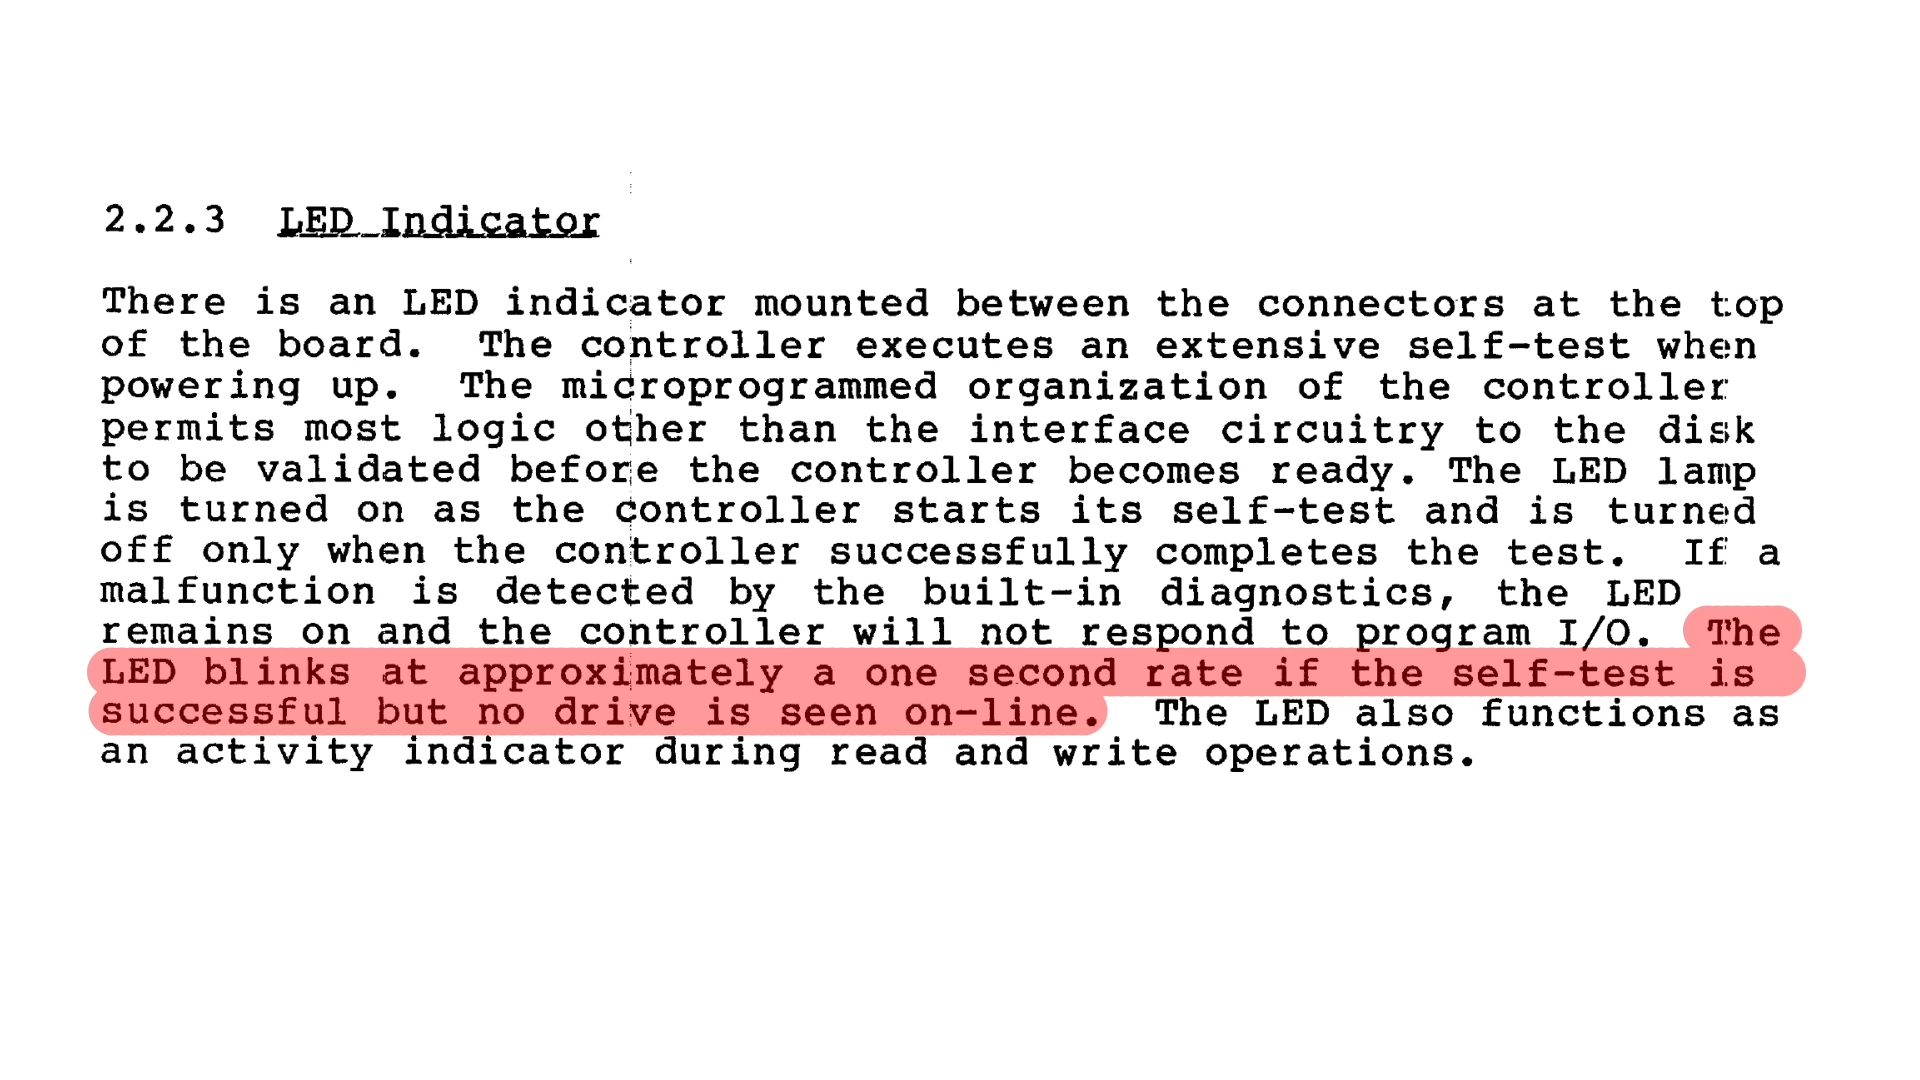 2.2.3 LED Indicator
There is an LED indicator mounted between the connectors at the top
of the board. The controller executes an extensive self-test when
powering up. The microprogrammed organization of the controller
permits most logic other than the interface circuitry to the disk
to be validated before the controller becomes ready. The LED lamp
is turned on as the controller starts its self-test and is turned
off only when the controller successfully completes the test. If a
malfunction is detected by the built-in diagnostics, the LED
remains on and the controller will not respond to program I/O. The
LED blinks at approximately a one second rate if the self-test is
successful but no drive is seen on-line. The LED also functions as
an activity indicator during read and write operations.